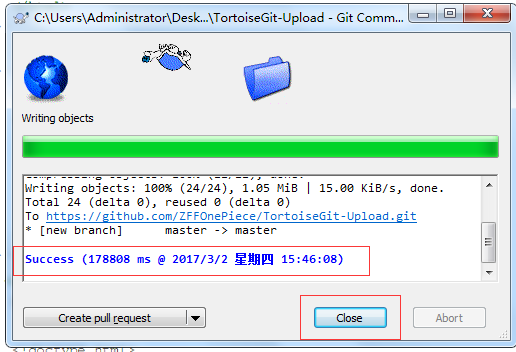 C:\Users\Administrator\Desk...\TortoiseGit-Upload - Git Comm...
Writing objects
Writing objects: 100% (24/24), 1.05 MiB | 15.00 KiB/s, done.
Total 24 (delta 0), reused 0 (delta 0)
To https://github.com/ZFFOnePiece/TortoiseGit-Upload.git
* [new branch]      master -> master
Success (178808 ms @ 2017/3/2 星期四 15:46:08)
Create pull request
Close
Abort
<!doctype html>